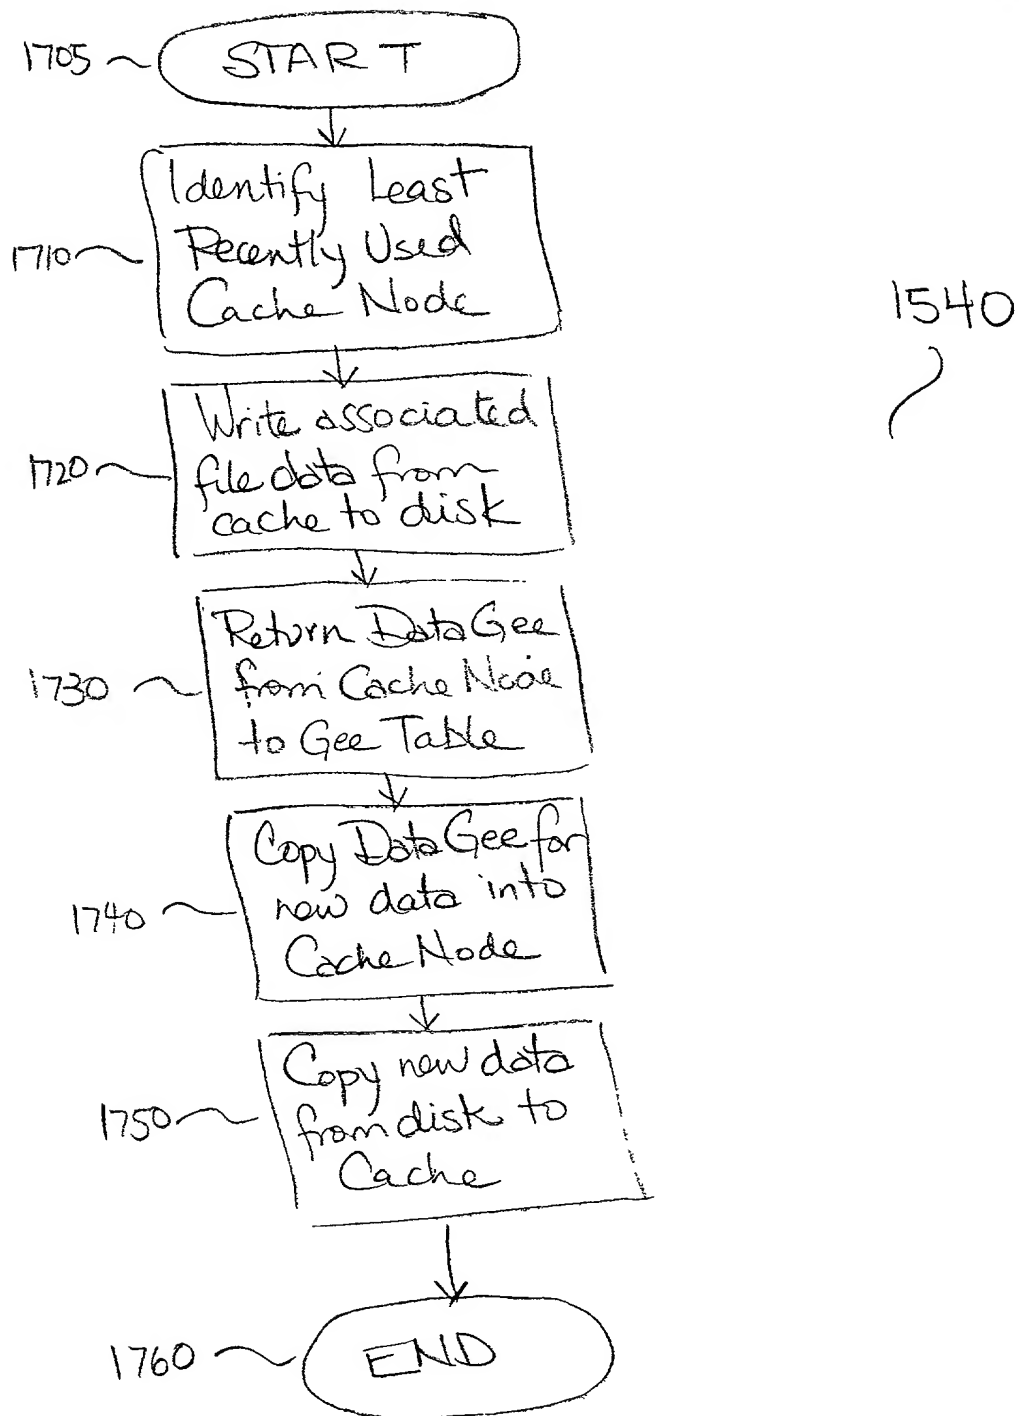 1705 START
Identify Least
1710 Recently Used
Cache Node
1540
Write associated
1720 file data from
cache to disk
Return Data Gee
1730 from Cache Node
to Gee Table
Copy Data Gee for
1740 new data into
Cache Node
Copy new data
1750 from disk to
Cache
1760 END